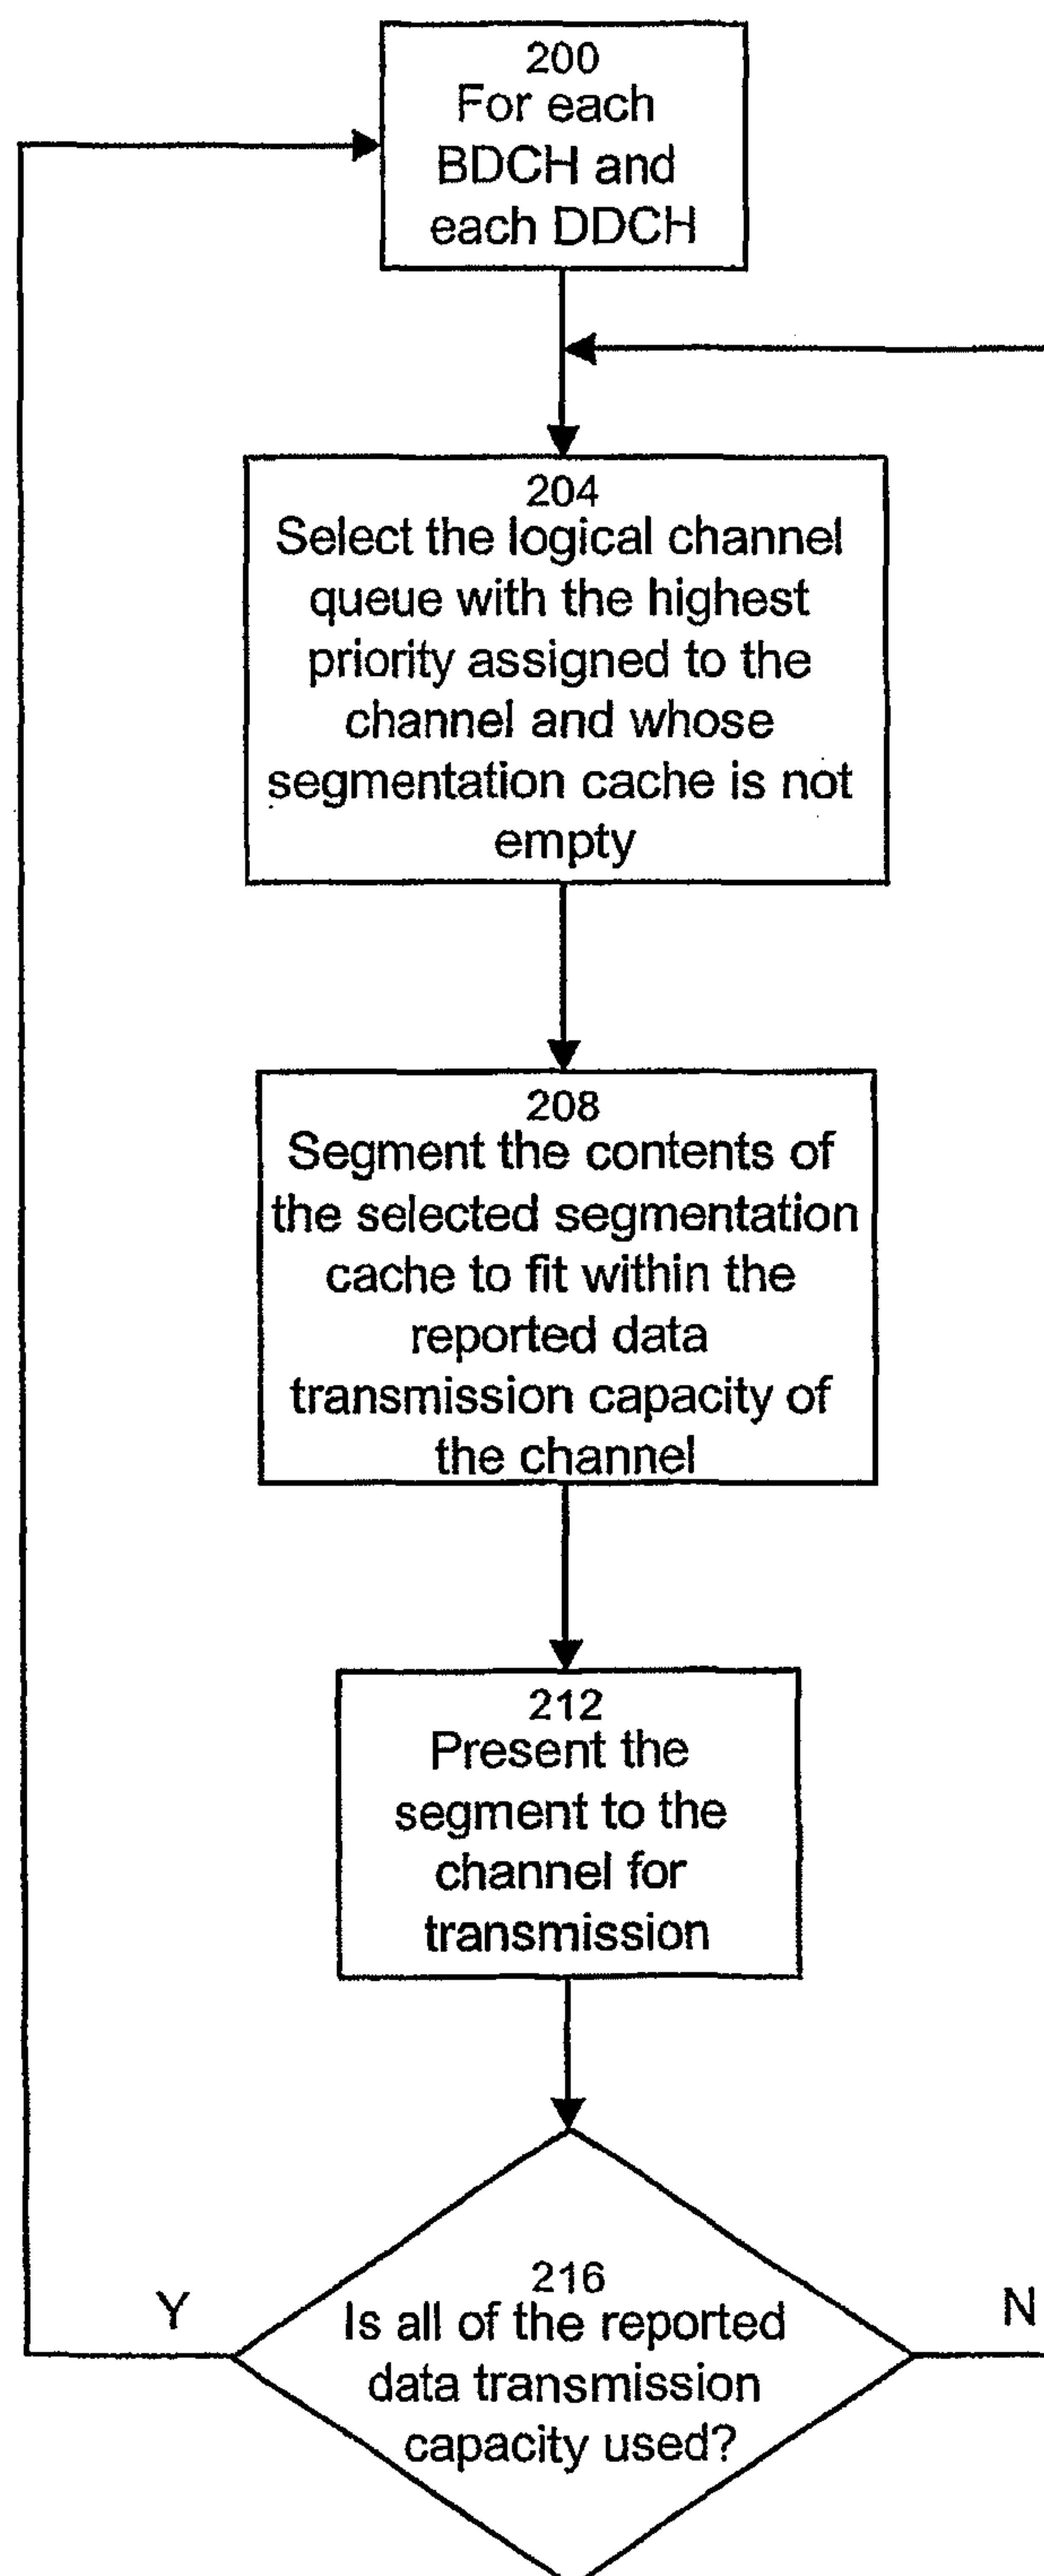 200
For each
BDCH and
each DDCH
204
Select the logical channel
queue with the highest
priority assigned to the
channel and whose
segmentation cache is not
empty
208
Segment the contents of
the selected segmentation
cache to fit within the
reported data
transmission capacity of
the channel
212
Present the
segment to the
channel for
transmission
216
Y
N
Is all of the reported
data transmission
capacity used?